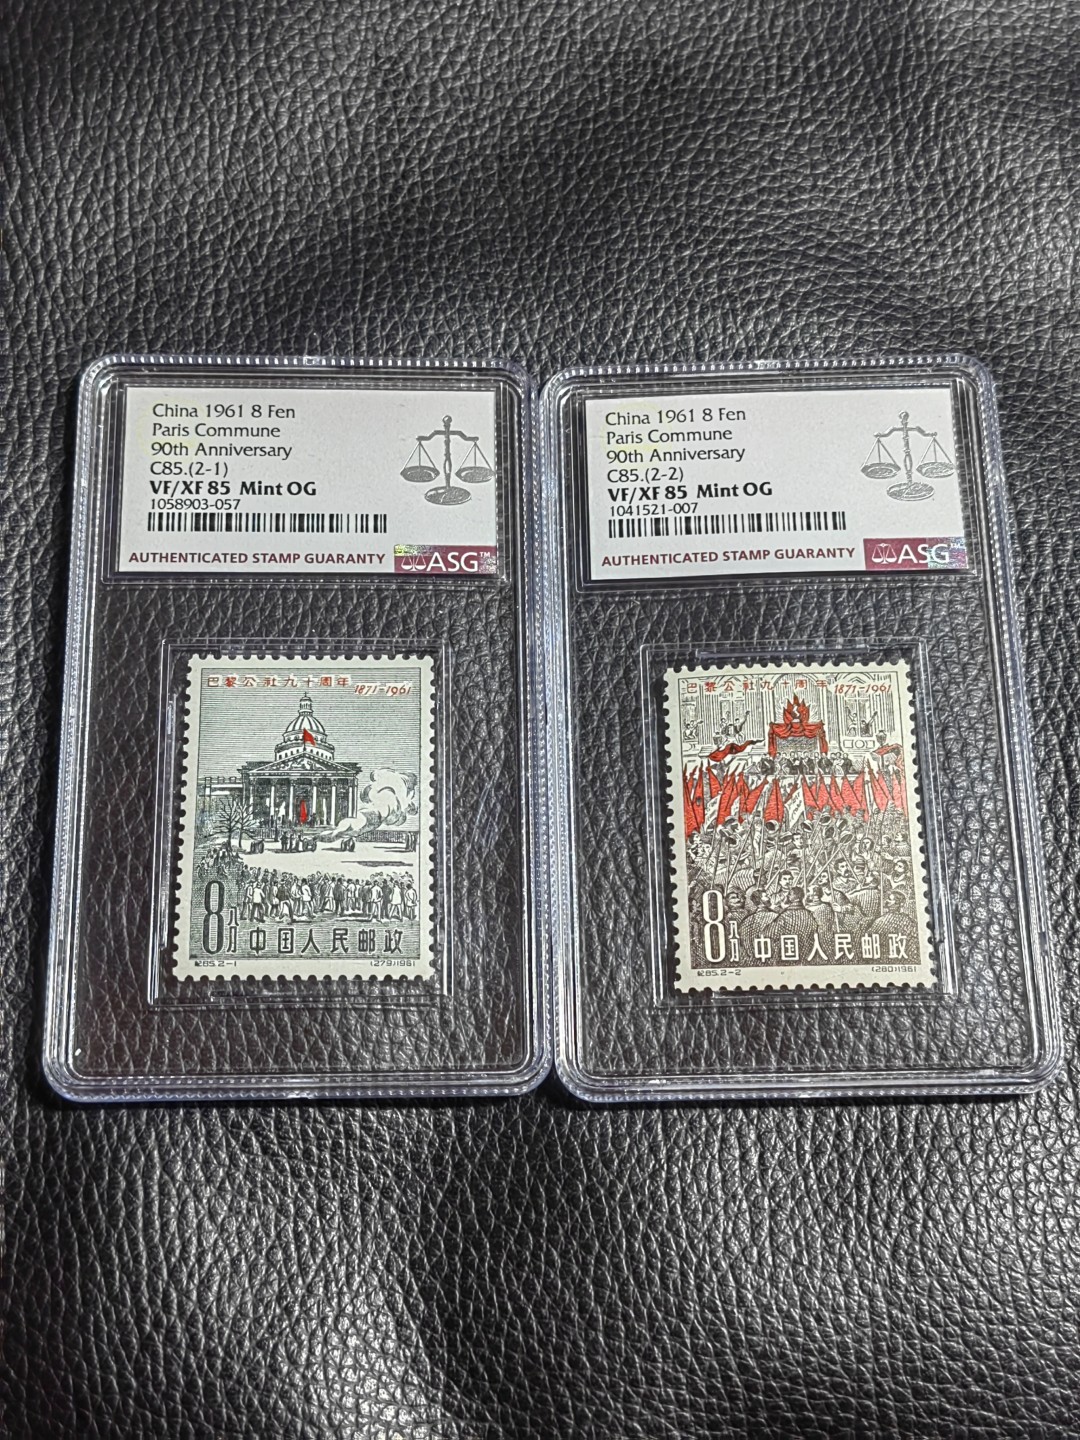 China 1961 8 Fen
Paris Commune
90th Anniversary
C85.(2-1)
VF/XF 85 Mint OG
1058903-057
AUTHENTICATED STAMP GUARANTY
ASG™
巴黎公社九十周年
1871-1961
8分
中国人民邮政
纪85.2-1
(279)1961
China 1961 8 Fen
Paris Commune
90th Anniversary
C85.(2-2)
VF/XF 85 Mint OG
1041521-007
AUTHENTICATED STAMP GUARANTY
ASG
巴黎公社九十周年
1871-1961
8分
中国人民邮政
纪85.2-2
(280)1961